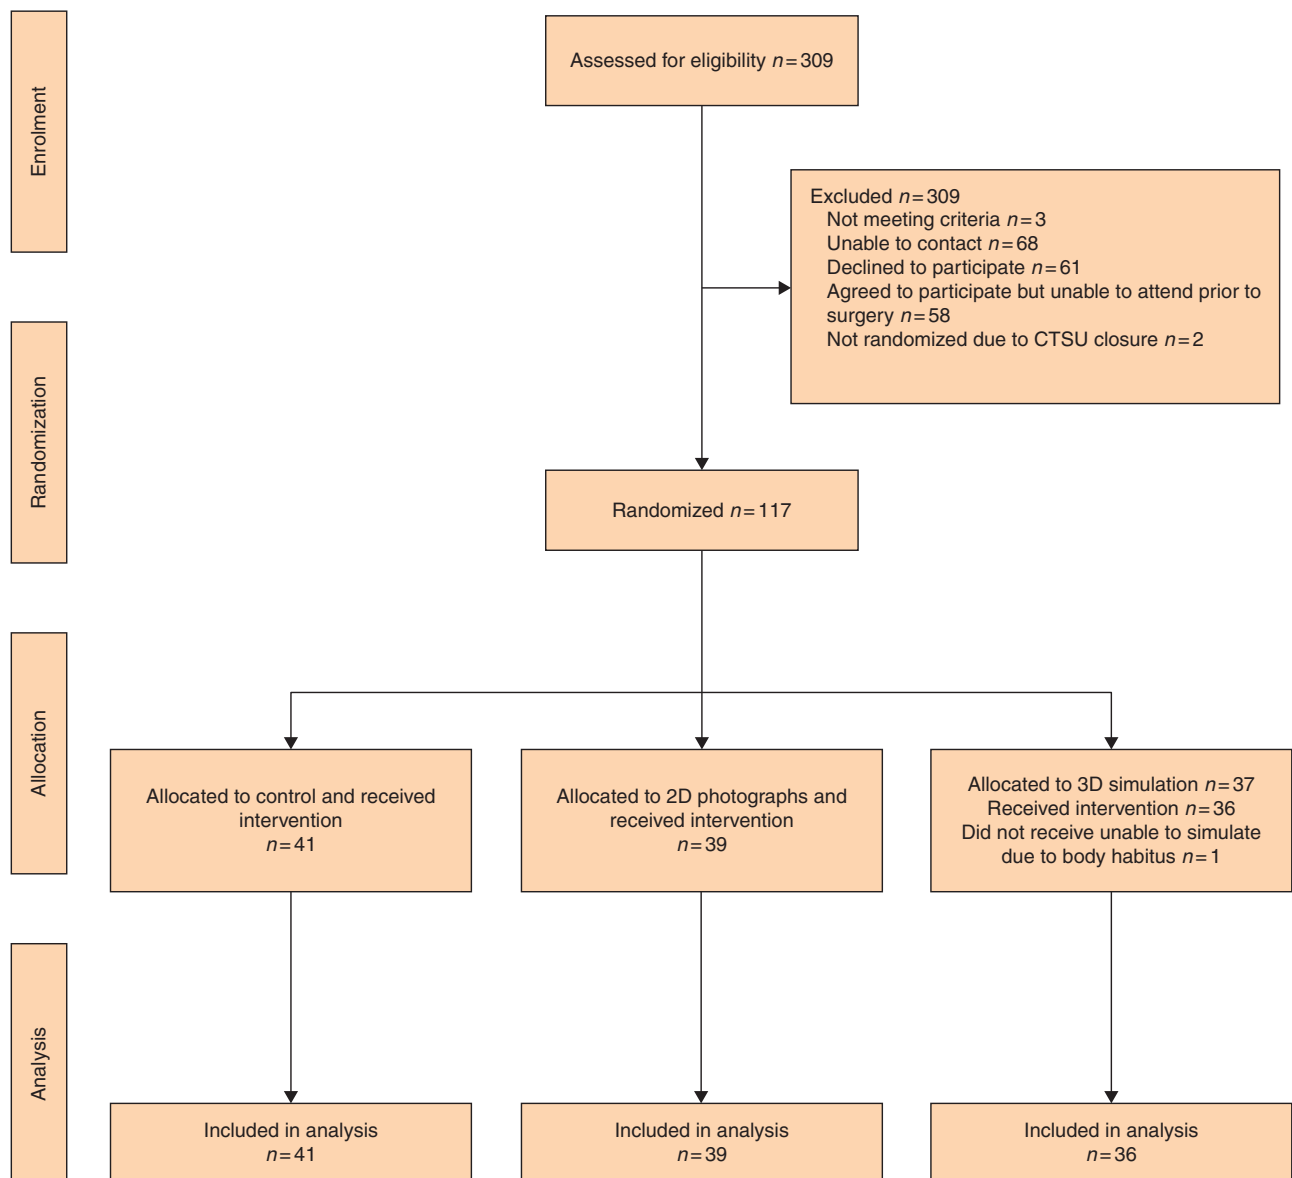 Enrolment
Assessed for eligibility n=309
Excluded n=309
Not meeting criteria n=3
Unable to contact n=68
Declined to participate n=61
Agreed to participate but unable to attend prior to
surgery n=58
Not randomized due to CTSU closure n=2
Randomization
Randomized n=117
Allocation
Allocated to control and received
intervention
n=41
Allocated to 2D photographs and
received intervention
n=39
Allocated to 3D simulation n=37
Received intervention n=36
Did not receive unable to simulate
due to body habitus n=1
Analysis
Included in analysis
n=41
Included in analysis
n=39
Included in analysis
n=36